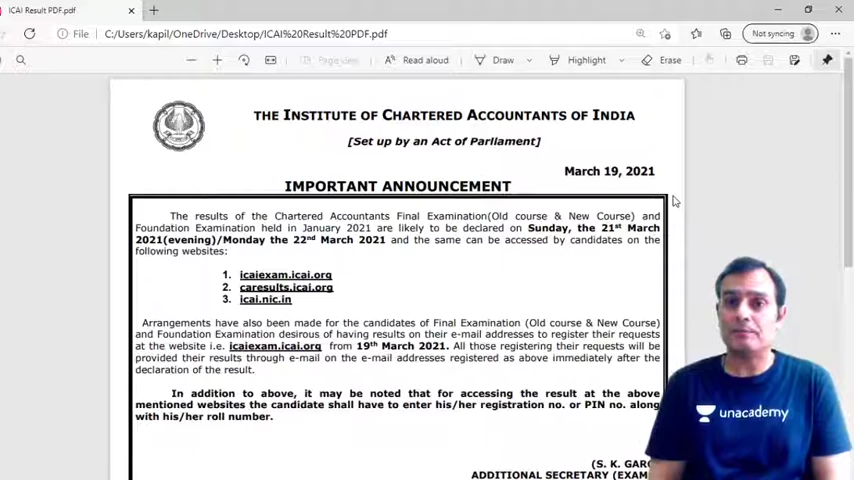 ICAI Result PDF.pdf
File
C:/Users/kapil/OneDrive/Desktop/ICAI%20Result%20PDF.pdf
Not syncing
Page view
Read aloud
Draw
Highlight
Erase
THE INSTITUTE OF CHARTERED ACCOUNTANTS OF INDIA
[Set up by an Act of Parliament]
March 19, 2021
IMPORTANT ANNOUNCEMENT
The results of the Chartered Accountants Final Examination(Old course & New Course) and
Foundation Examination held in January 2021 are likely to be declared on Sunday, the 21st March
2021(evening)/Monday the 22nd March 2021 and the same can be accessed by candidates on the
following websites:
1. icaiexam.icai.org
2. caresults.icai.org
3. icai.nic.in
Arrangements have also been made for the candidates of Final Examination (Old course & New Course)
and Foundation Examination desirous of having results on their e-mail addresses to register their requests
at the website i.e. icaiexam.icai.org from 19th March 2021. All those registering their requests will be
provided their results through e-mail on the e-mail addresses registered as above immediately after the
declaration of the result.
In addition to above, it may be noted that for accessing the result at the above
mentioned websites the candidate shall have to enter his/her registration no. or PIN no. along
with his/her roll number.
(S. K. GARG
ADDITIONAL SECRETARY (EXAM
unacademy